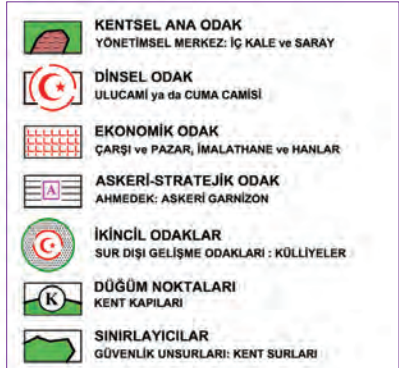 KENTSEL ANA ODAK
YÖNETİMSEL MERKEZ: İÇ KALE ve SARAY
DİNSEL ODAK
ULUCAMİ ya da CUMA CAMİSİ
EKONOMİK ODAK
ÇARŞI ve PAZAR, İMALATHANE ve HANLAR
A
ASKERİ-STRATEJİK ODAK
AHMEDEK: ASKERİ GARNİZON
İKİNCİL ODAKLAR
SUR DIŞI GELİŞME ODAKLARI : KÜLLİYELER
K
DÜĞÜM NOKTALARI
KENT KAPILARI
SINIRLAYICILAR
GÜVENLİK UNSURLARI: KENT SURLARI